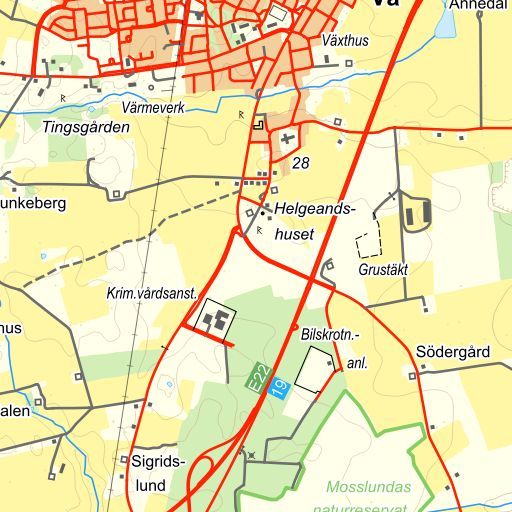 Vä
Annedal
Växthus
Värmeverk
Tingsgården
28
unkeberg
Helgeands-
huset
Grustäkt
Krim.vårdsanst.
hus
Bilskrotn.-
anl.
Södergård
E22
19
alen
Sigrids-
lund
Mosslundas
naturreservat